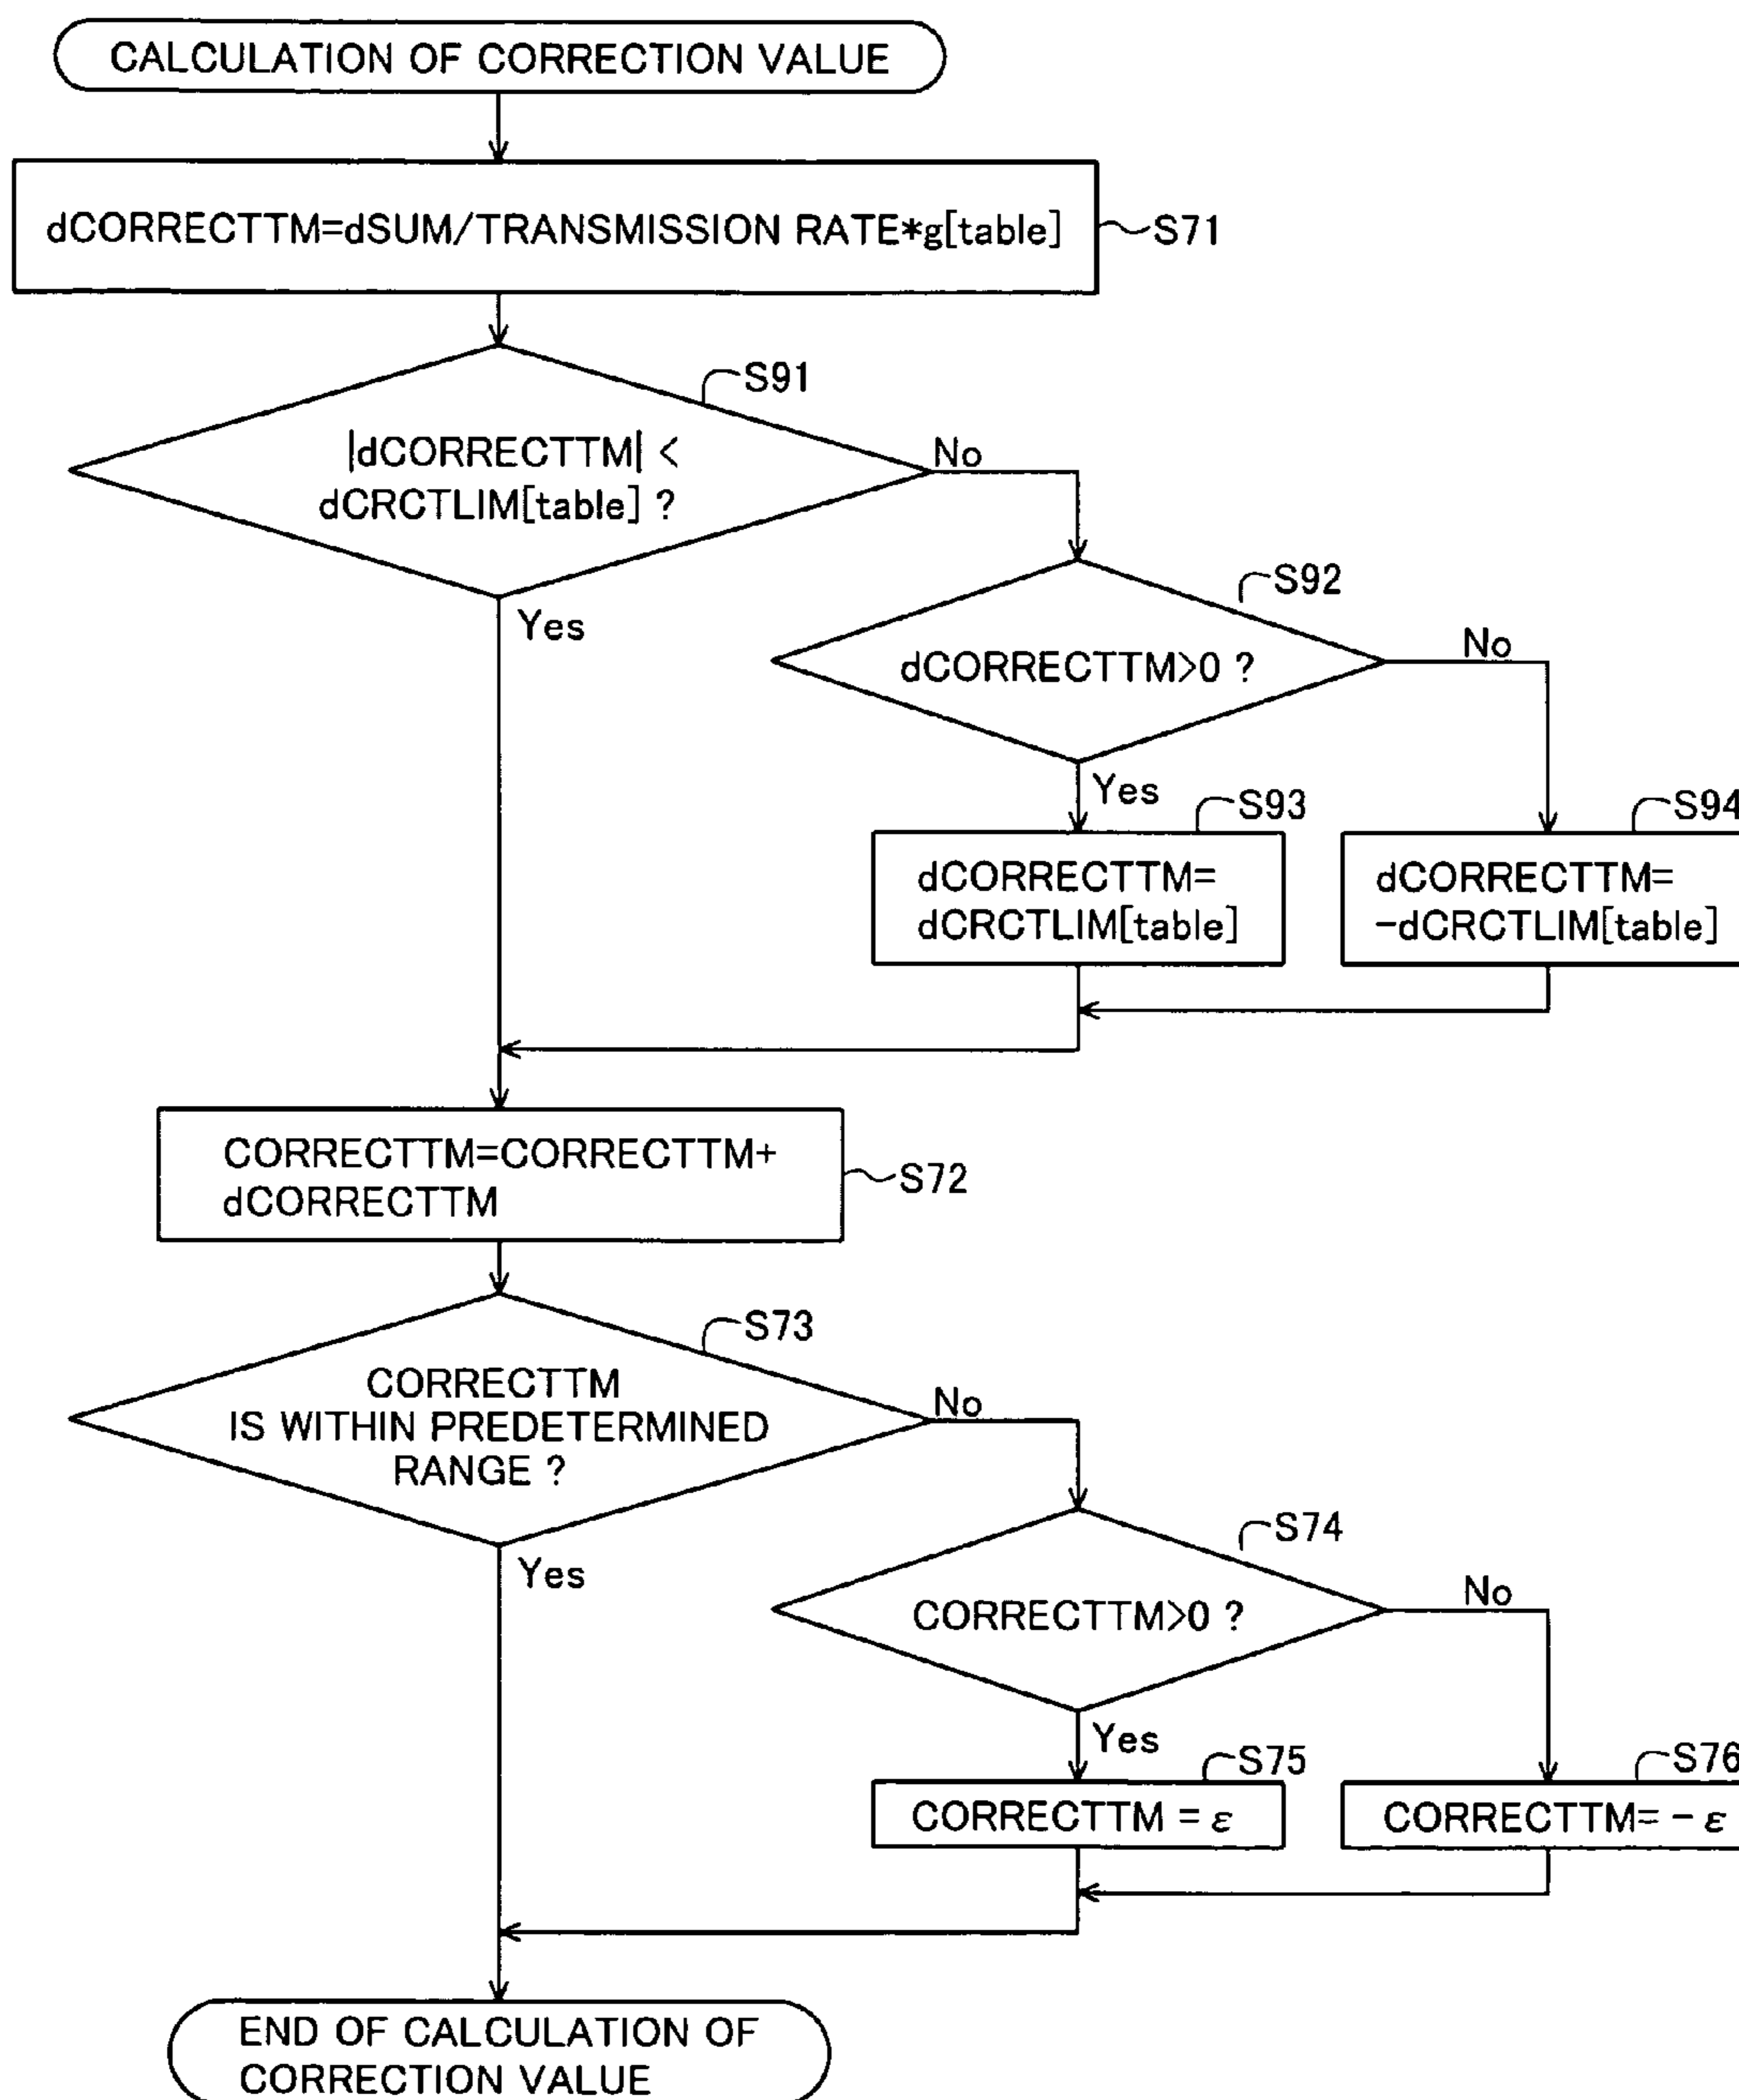 CALCULATION OF CORRECTION VALUE
dCORRECTTM=dSUM/TRANSMISSION RATE*g[table]
S71
S91
|dCORRECTTM| <
dCRCTLIM[table] ?
No
Yes
S92
dCORRECTTM>0 ?
No
Yes
S93
dCORRECTTM=
dCRCTLIM[table]
S94
dCORRECTTM=
-dCRCTLIM[table]
CORRECTTM=CORRECTTM+
dCORRECTTM
S72
S73
CORRECTTM
IS WITHIN PREDETERMINED
RANGE ?
No
Yes
S74
CORRECTTM>0 ?
No
Yes
S75
CORRECTTM = ε
S76
CORRECTTM= - ε
END OF CALCULATION OF
CORRECTION VALUE